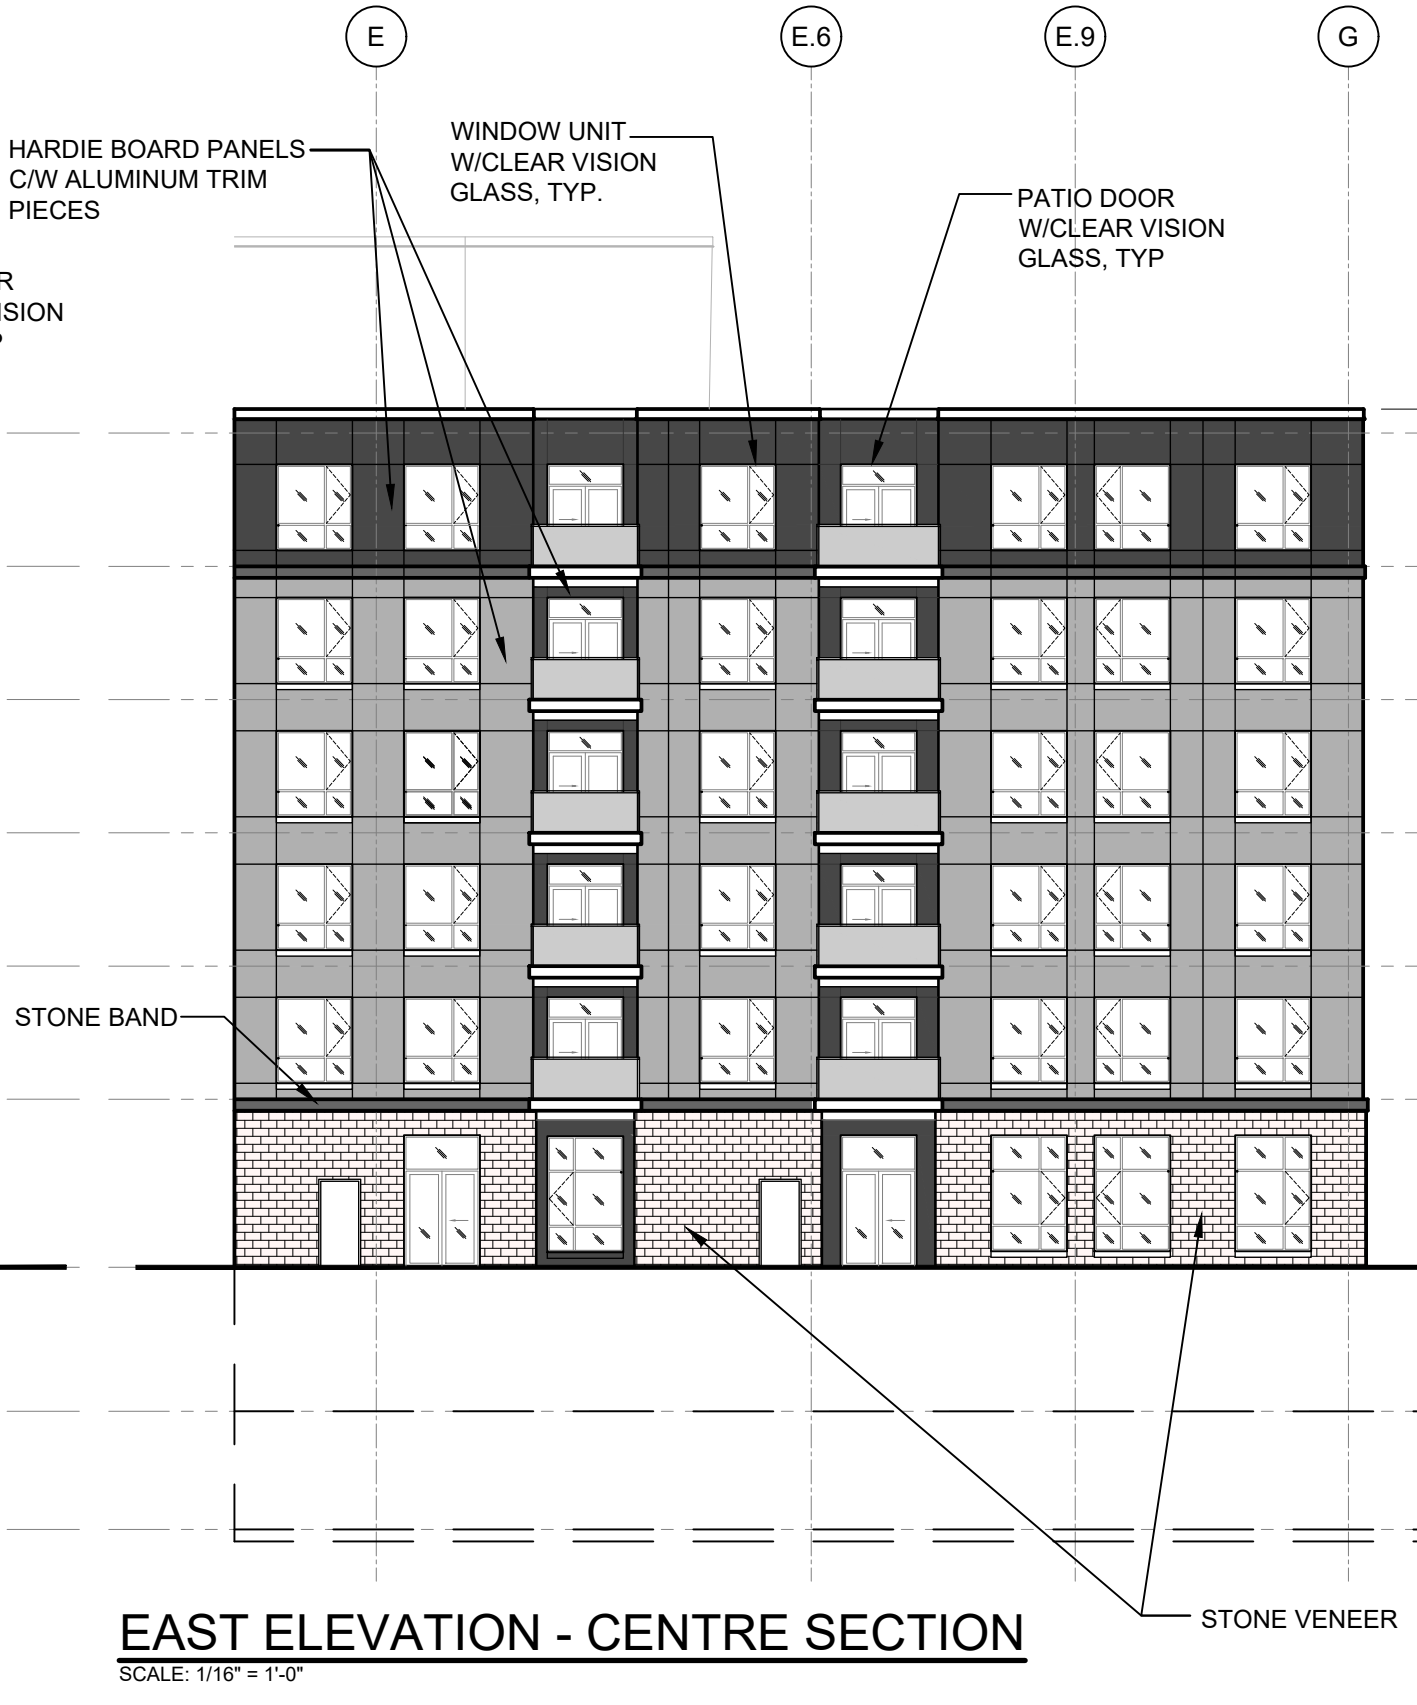 E
E.6
E.9
G
HARDIE BOARD PANELS
C/W ALUMINUM TRIM
PIECES
WINDOW UNIT
W/CLEAR VISION
GLASS, TYP.
PATIO DOOR
W/CLEAR VISION
GLASS, TYP
R
ISION
STONE BAND
STONE VENEER
EAST ELEVATION - CENTRE SECTION
SCALE: 1/16" = 1'-0"